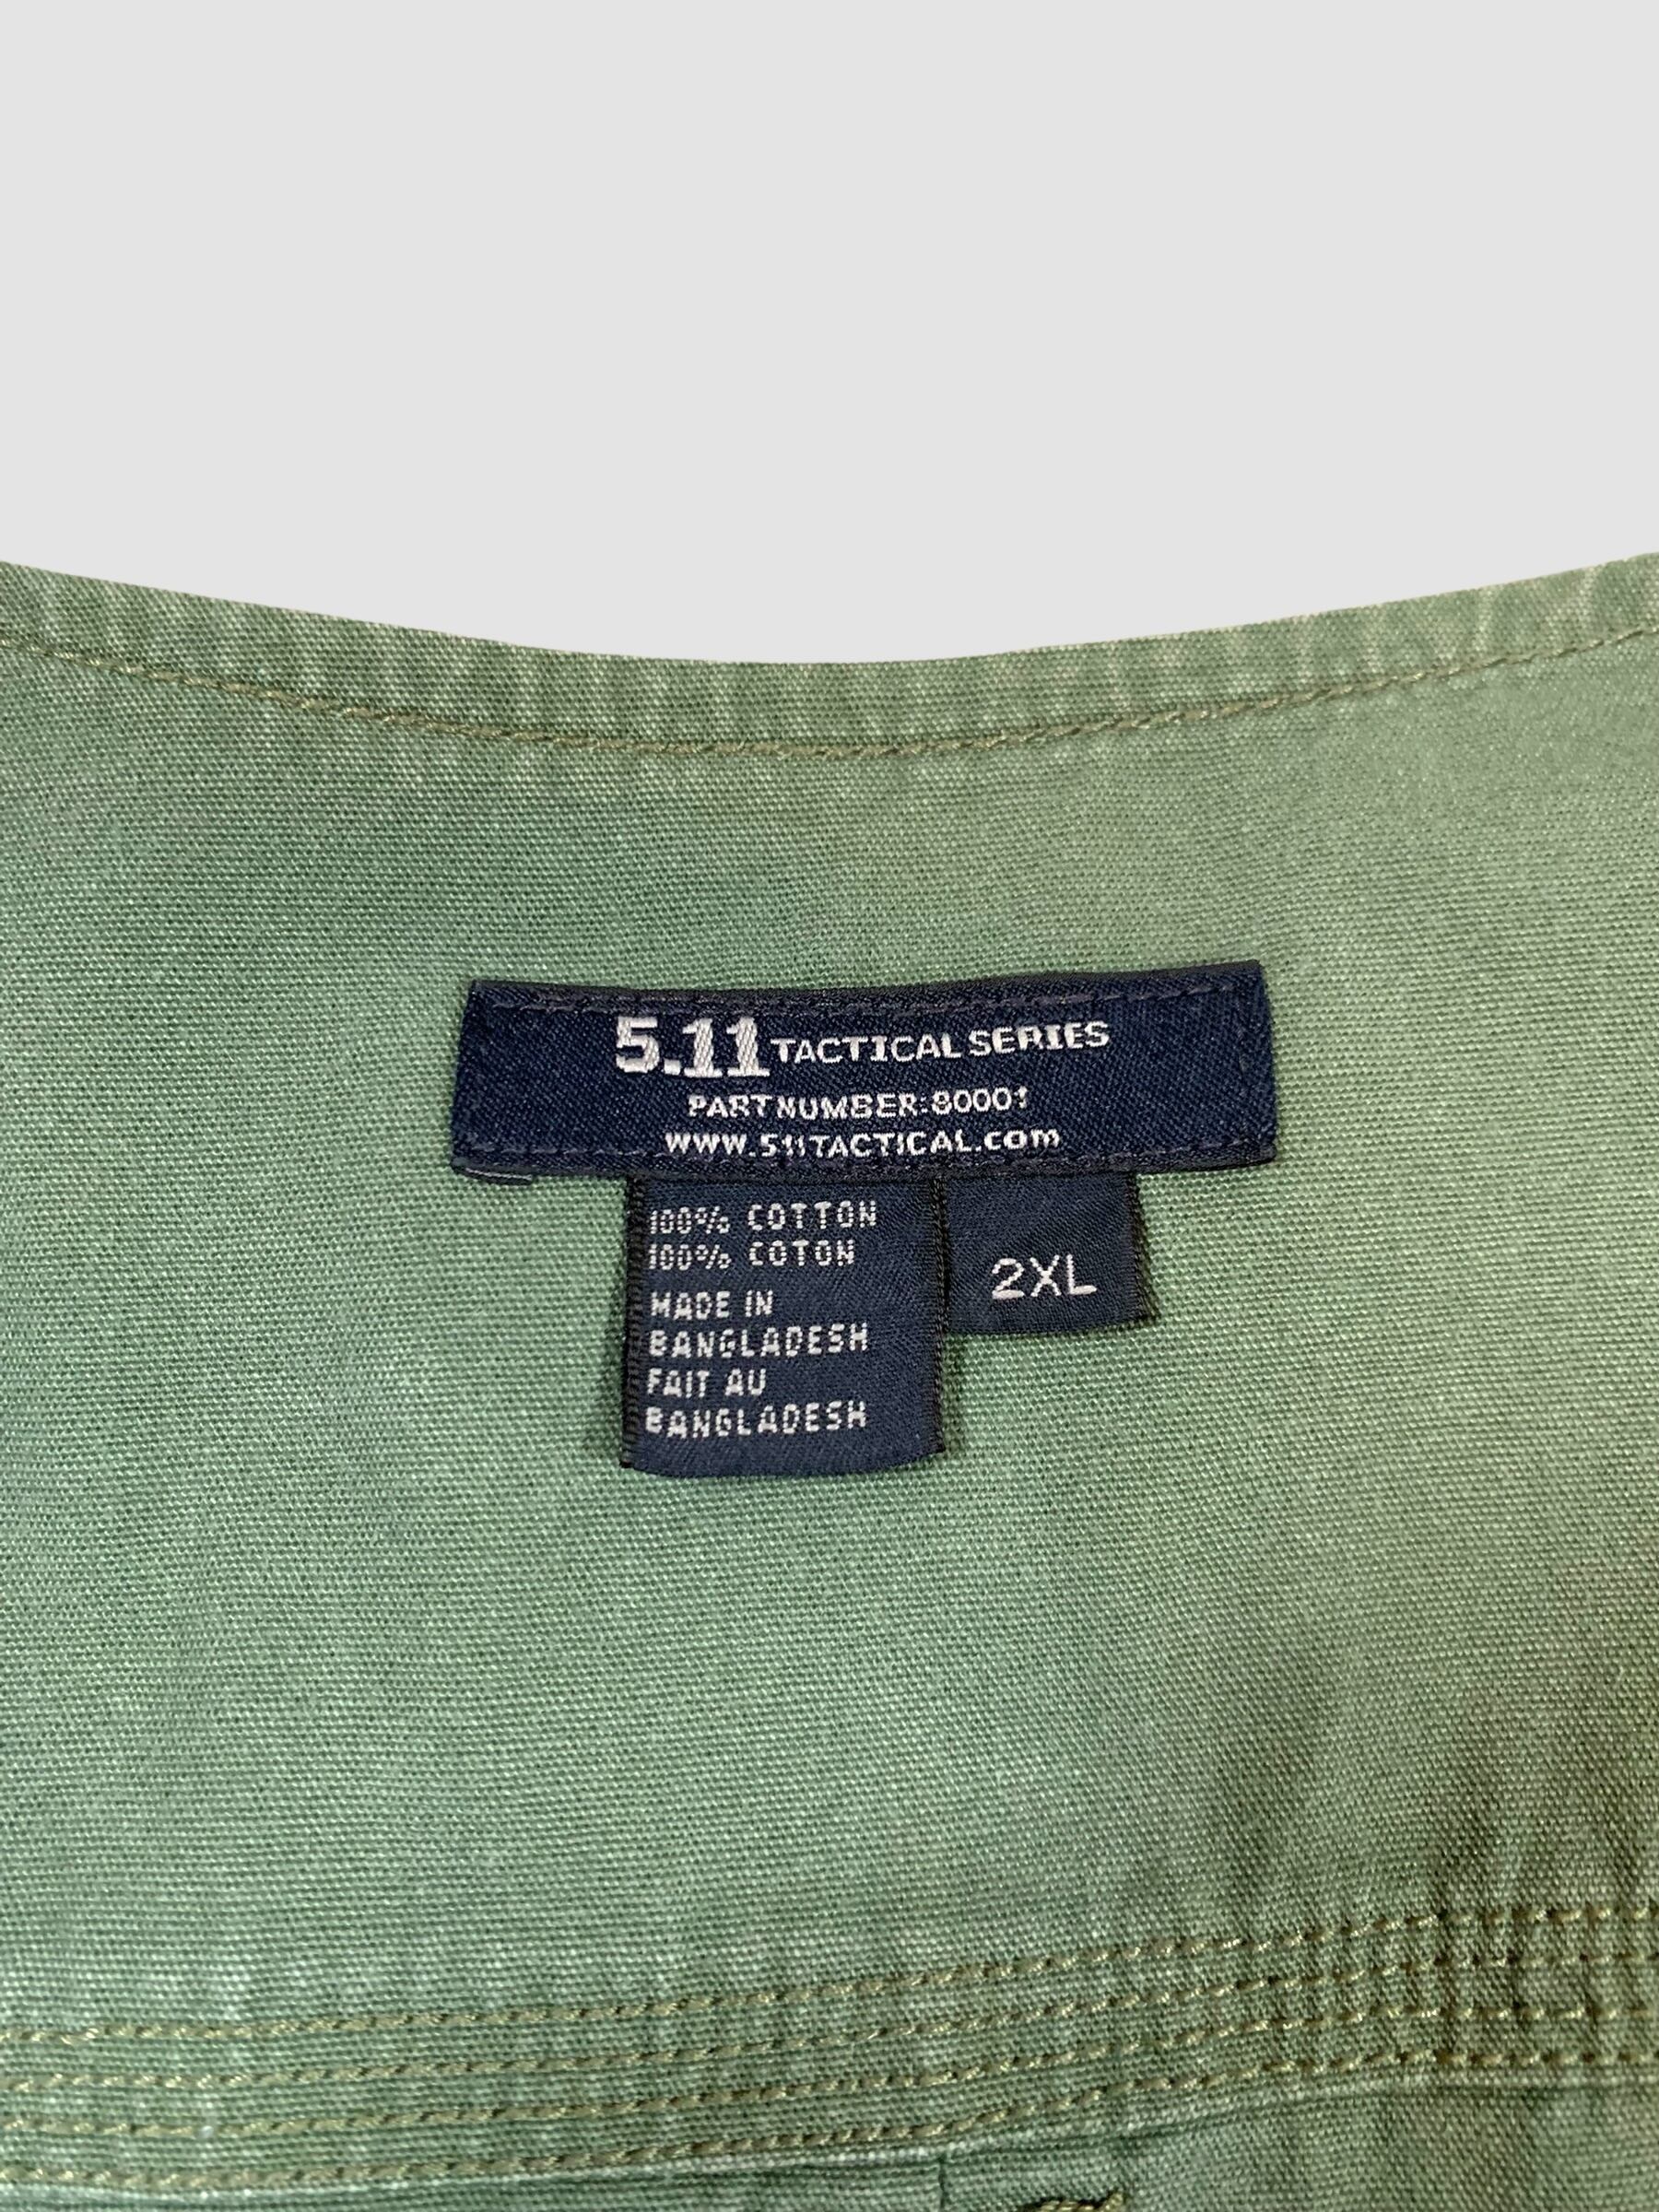 5.11 TACTICAL SERIES
PART NUMBER: 80001
www.511TACTICAL.com
100% COTTON
100% COTON
MADE IN
BANGLADESH
FAIT AU
BANGLADESH
2XL